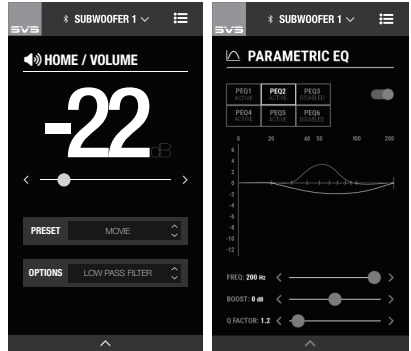 SVS
SUBWOOFER 1
HOME / VOLUME
-22
dB
PRESET MOVIE
OPTIONS LOW PASS FILTER
SVS
SUBWOOFER 1
PARAMETRIC EQ
PEQ1 PEQ2 PEQ3
ACTIVE ACTIVE DISABLED
PEQ4 PEQ5 PEQ6
ACTIVE ACTIVE DISABLED
0 20 40 50 100 200
6
4
2
0
-2
-4
-6
-8
-10
-12
FREQ: 200 Hz
BOOST: 0 dB
Q FACTOR: 1.2